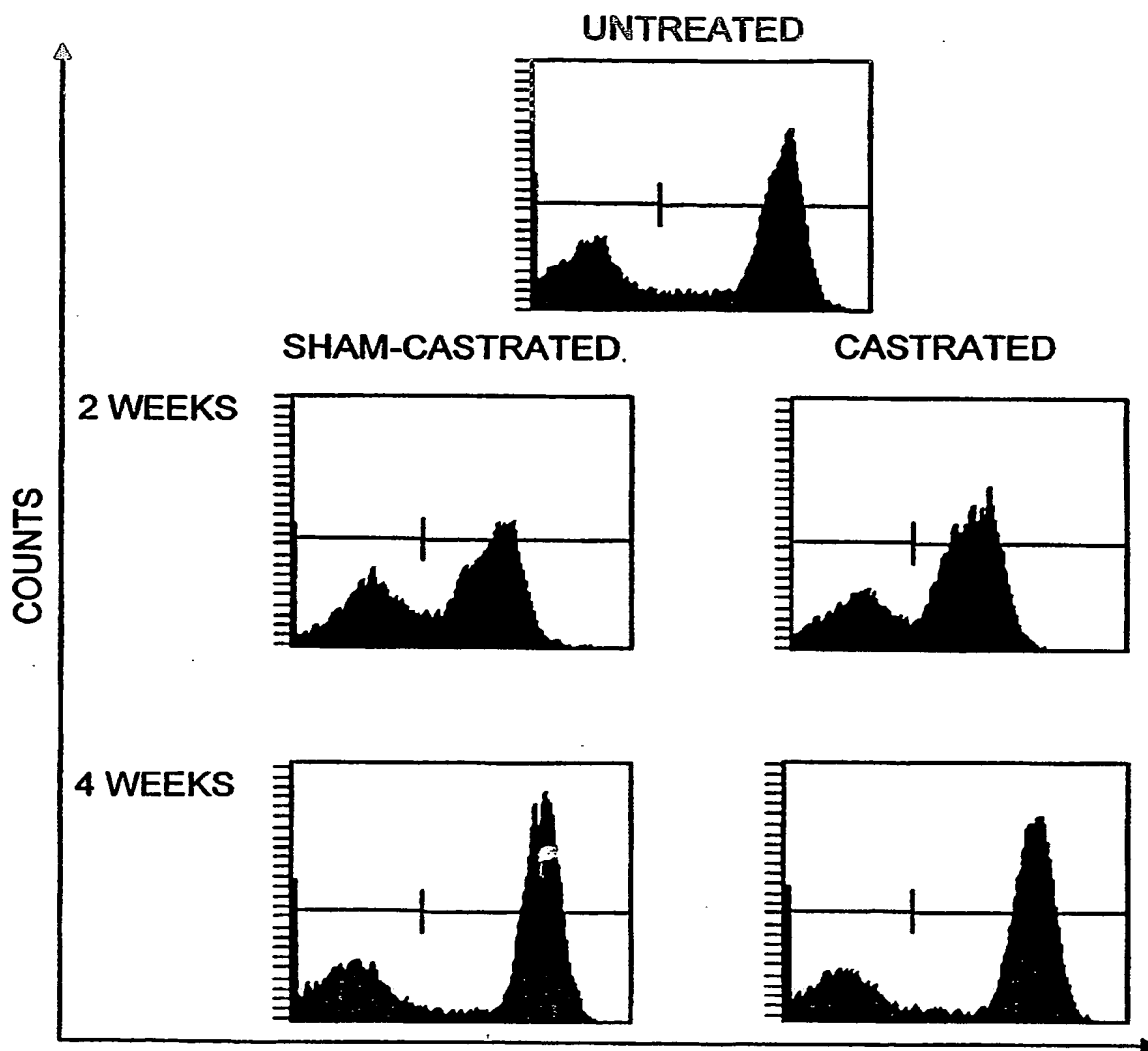 UNTREATED
SHAM-CASTRATED.
CASTRATED
2 WEEKS
COUNTS
4 WEEKS